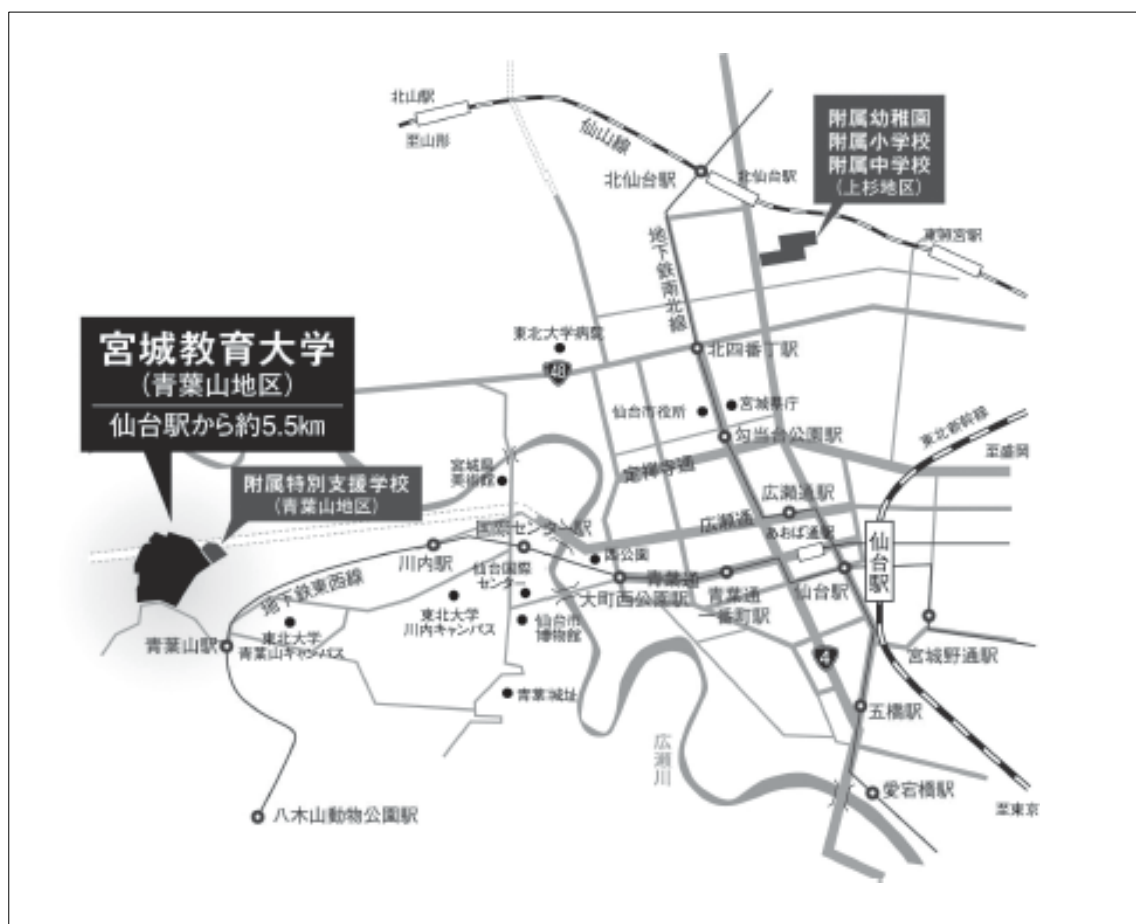 北山駅
至山形
仙山線
北仙台駅
北仙台駅
附属幼稚園
附属小学校
附属中学校
(上杉地区)
東照宮駅
地下鉄南北線
宮城教育大学
(青葉山地区)
仙台駅から約5.5km
附属特別支援学校
(青葉山地区)
東北大学病院
48
北四番丁駅
仙台市役所
宮城県庁
勾当台公園駅
定禅寺通
東北新幹線
至盛岡
宮城県
美術館
広瀬通駅
広瀬通
あおば通駅
国際センター駅
西公園
川内駅
仙台国際
センター
青葉通
大町西公園駅
青葉通
一番町駅
仙台駅
仙台駅
地下鉄東西線
東北大学
川内キャンパス
仙台市
博物館
東北大学
青葉山キャンパス
青葉山駅
4
宮城野通駅
青葉城址
五橋駅
広瀬川
愛宕橋駅
八木山動物公園駅
至東京